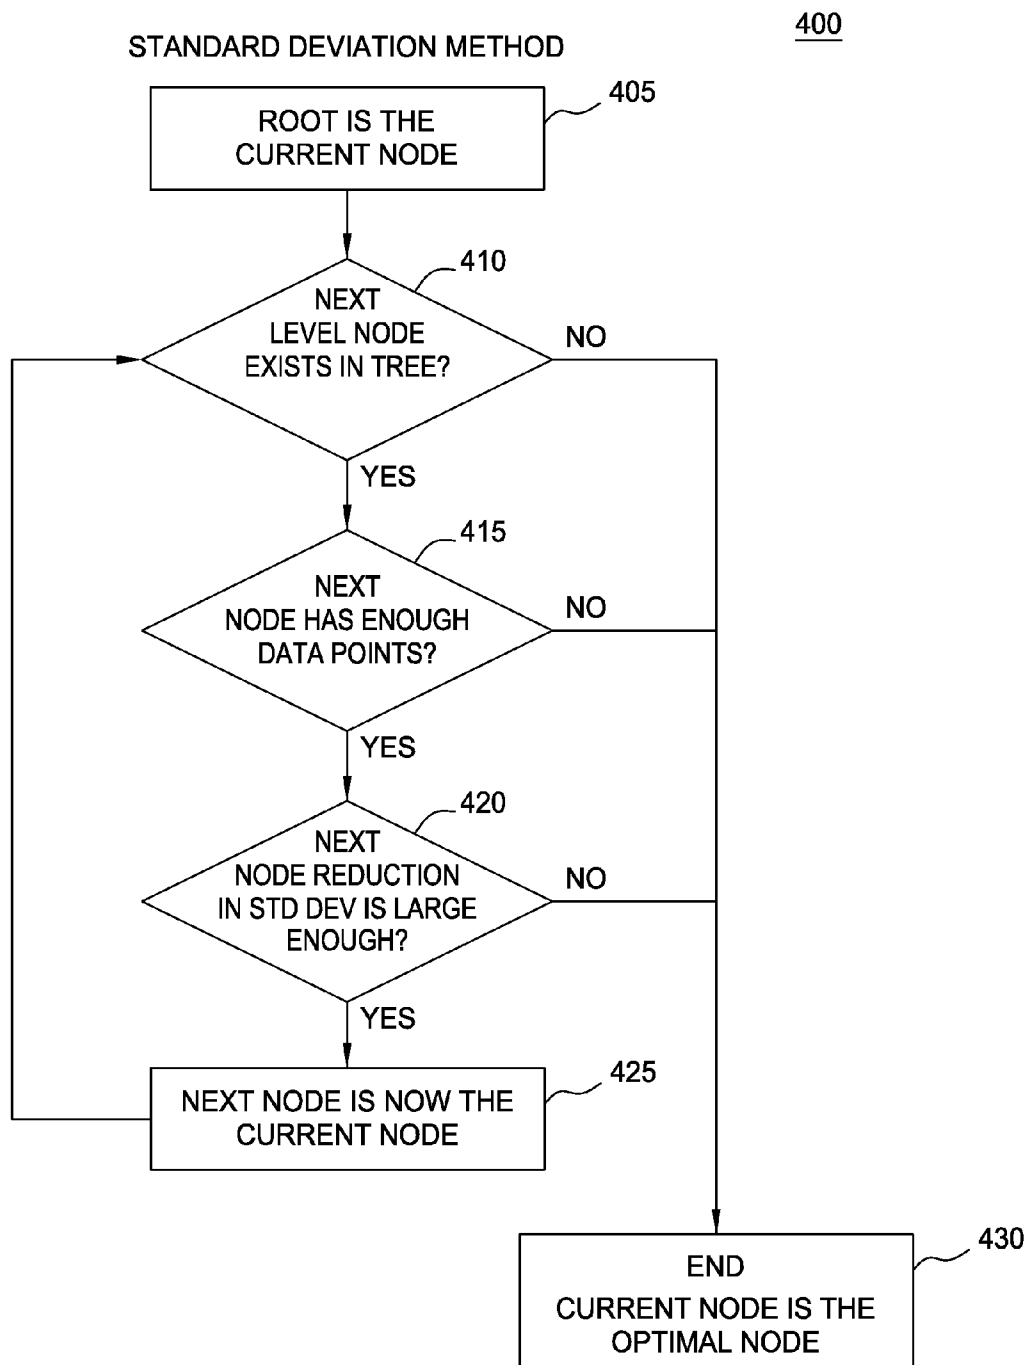 400
STANDARD DEVIATION METHOD
405
ROOT IS THE
CURRENT NODE
410
NEXT
LEVEL NODE
EXISTS IN TREE?
NO
YES
415
NEXT
NODE HAS ENOUGH
DATA POINTS?
NO
YES
420
NEXT
NODE REDUCTION
IN STD DEV IS LARGE
ENOUGH?
NO
YES
425
NEXT NODE IS NOW THE
CURRENT NODE
430
END
CURRENT NODE IS THE
OPTIMAL NODE